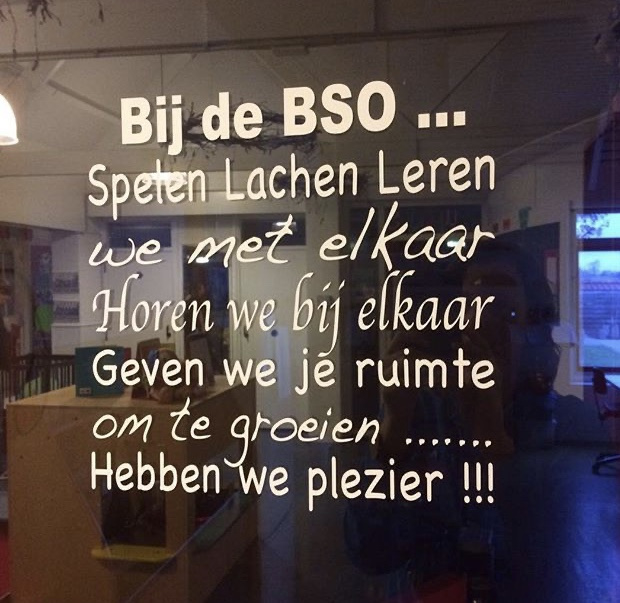 Bij de BSO ...
Spelen Lachen Leren
we met elkaar
Horen we bij elkaar
Geven we je ruimte
om te groeien .......
Hebben we plezier !!!